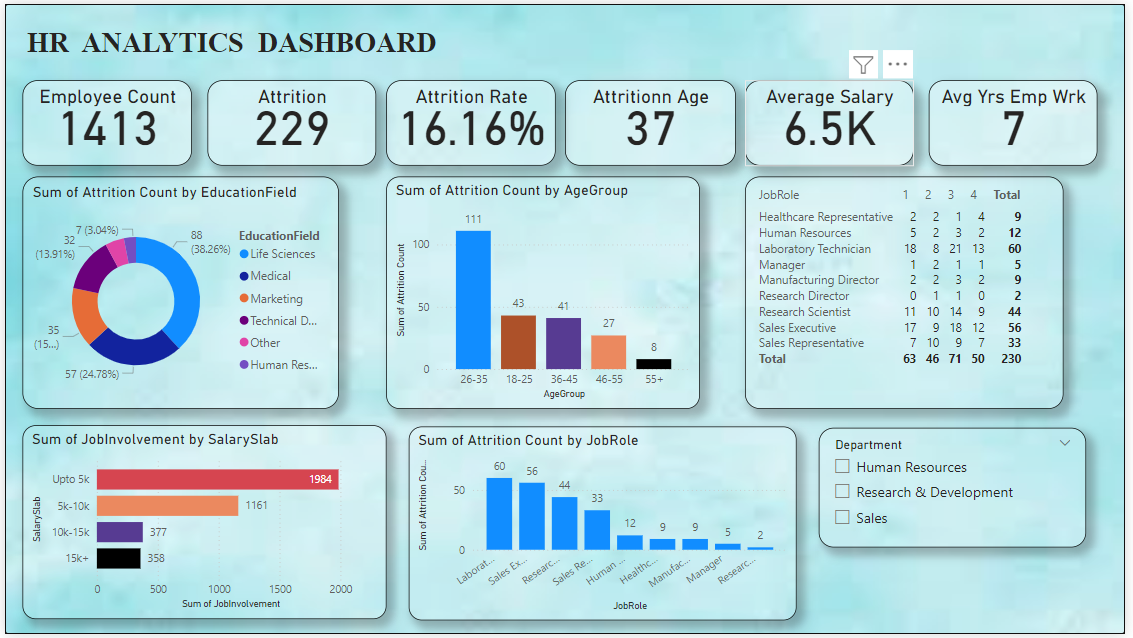 HR ANALYTICS DASHBOARD
Employee Count
1413
Attrition
229
Attrition Rate
16.16%
Attritionn Age
37
Average Salary
6.5K
Avg Yrs Emp Wrk
7
Sum of Attrition Count by EducationField
7 (3.04%)
32
(13.91%)
35
(15...)
57 (24.78%)
88
(38.26%)
EducationField
Life Sciences
Medical
Marketing
Technical D...
Other
Human Res...
Sum of Attrition Count by AgeGroup
Sum of Attrition Count
100
50
0
111
43
41
27
8
26-35 18-25 36-45 46-55 55+
AgeGroup
JobRole 1 2 3 4 Total
Healthcare Representative 2 2 1 4 9
Human Resources 5 2 3 2 12
Laboratory Technician 18 8 21 13 60
Manager 1 2 1 1 5
Manufacturing Director 2 2 3 2 9
Research Director 0 1 1 0 2
Research Scientist 11 10 14 9 44
Sales Executive 17 9 18 12 56
Sales Representative 7 10 9 7 33
Total 63 46 71 50 230
Sum of JobInvolvement by SalarySlab
SalarySlab
Upto 5k 1984
5k-10k 1161
10k-15k 377
15k+ 358
0 500 1000 1500 2000
Sum of JobInvolvement
Sum of Attrition Count by JobRole
Sum of Attrition Cou...
50
0
60 56 44 33 12 9 9 5 2
Laborat... Sales Ex... Researc... Sales Re... Human ... Healthc... Manufac... Manager Researc...
JobRole
Department
Human Resources
Research & Development
Sales